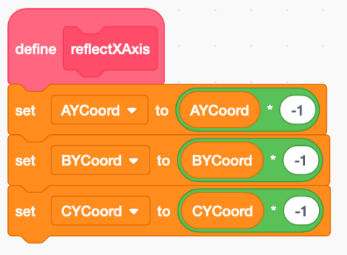 define reflectXAxis
set AYCoord to AYCoord * -1
set BYCoord to BYCoord * -1
set CYCoord to CYCoord * -1